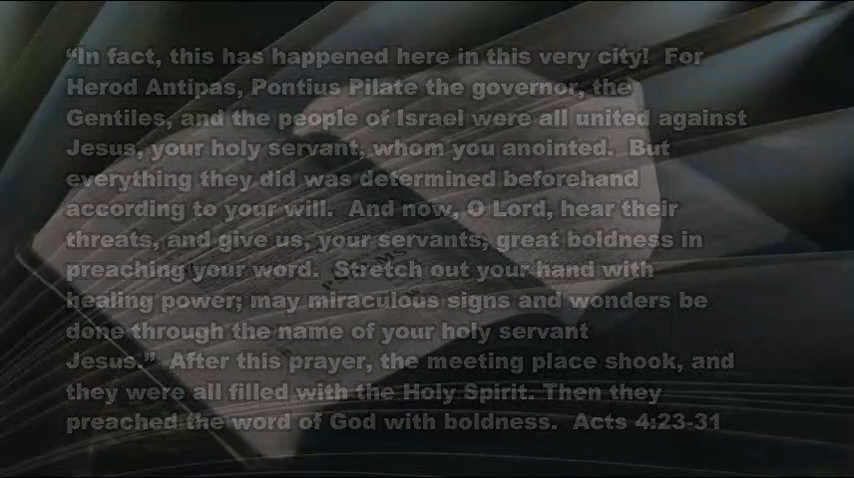 “In fact, this has happened here in this very city!  For
Herod Antipas, Pontius Pilate the governor, the
Gentiles, and the people of Israel were all united against
Jesus, your holy servant, whom you anointed.  But
everything they did was determined beforehand
according to your will.  And now, O Lord, hear their
threats, and give us, your servants, great boldness in
preaching your word.  Stretch out your hand with
healing power; may miraculous signs and wonders be
done through the name of your holy servant
Jesus.”  After this prayer, the meeting place shook, and
they were all filled with the Holy Spirit. Then they
preached the word of God with boldness.  Acts 4:23-31
PSALMS